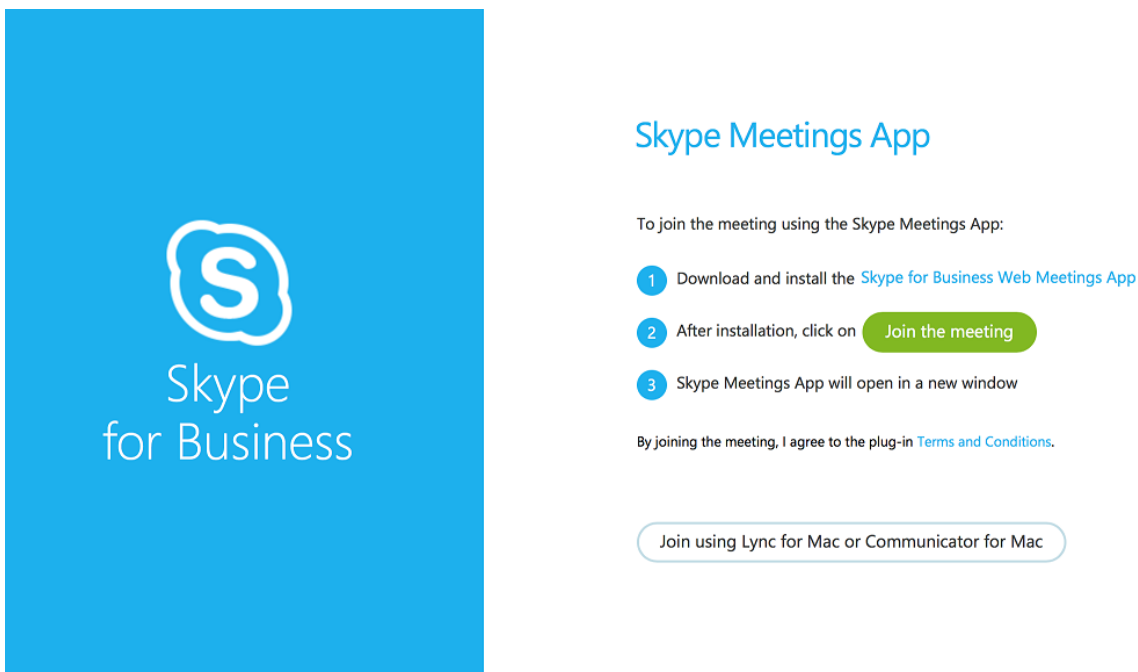 S
Skype
for Business
Skype Meetings App
To join the meeting using the Skype Meetings App:
1 Download and install the Skype for Business Web Meetings App
2 After installation, click on Join the meeting
3 Skype Meetings App will open in a new window
By joining the meeting, I agree to the plug-in Terms and Conditions.
Join using Lync for Mac or Communicator for Mac